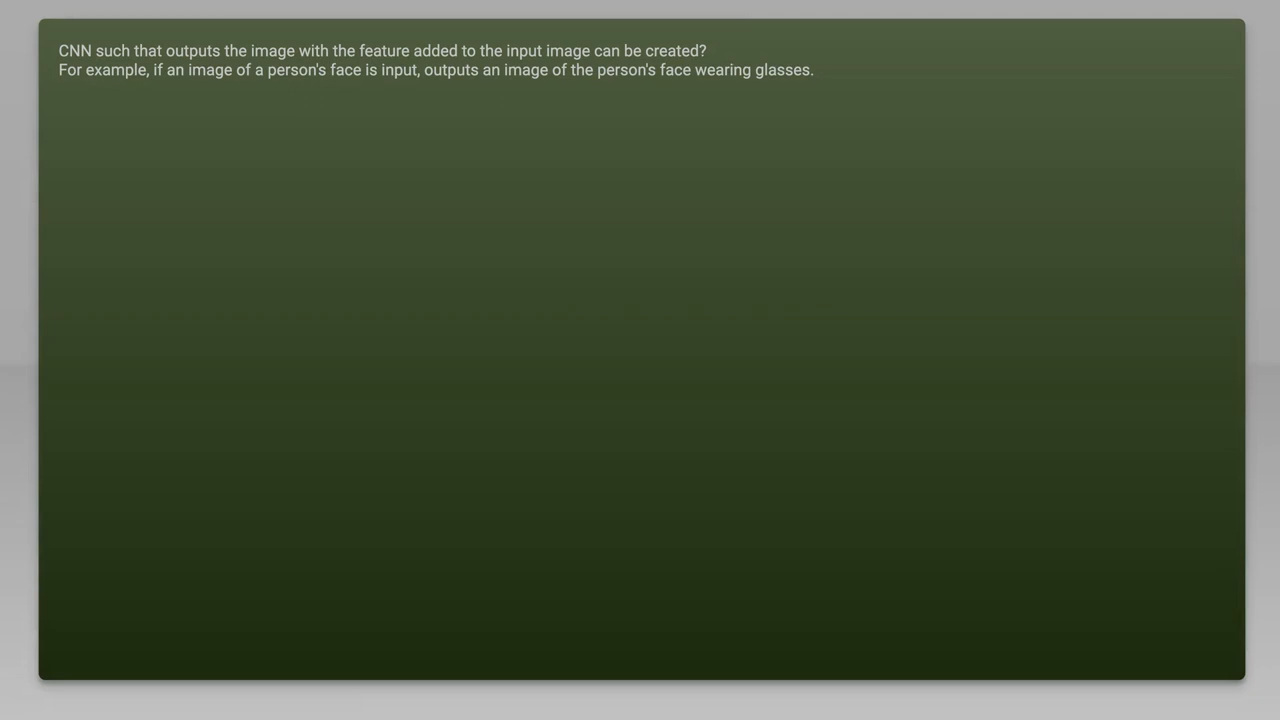 CNN such that outputs the image with the feature added to the input image can be created?
For example, if an image of a person's face is input, outputs an image of the person's face wearing glasses.